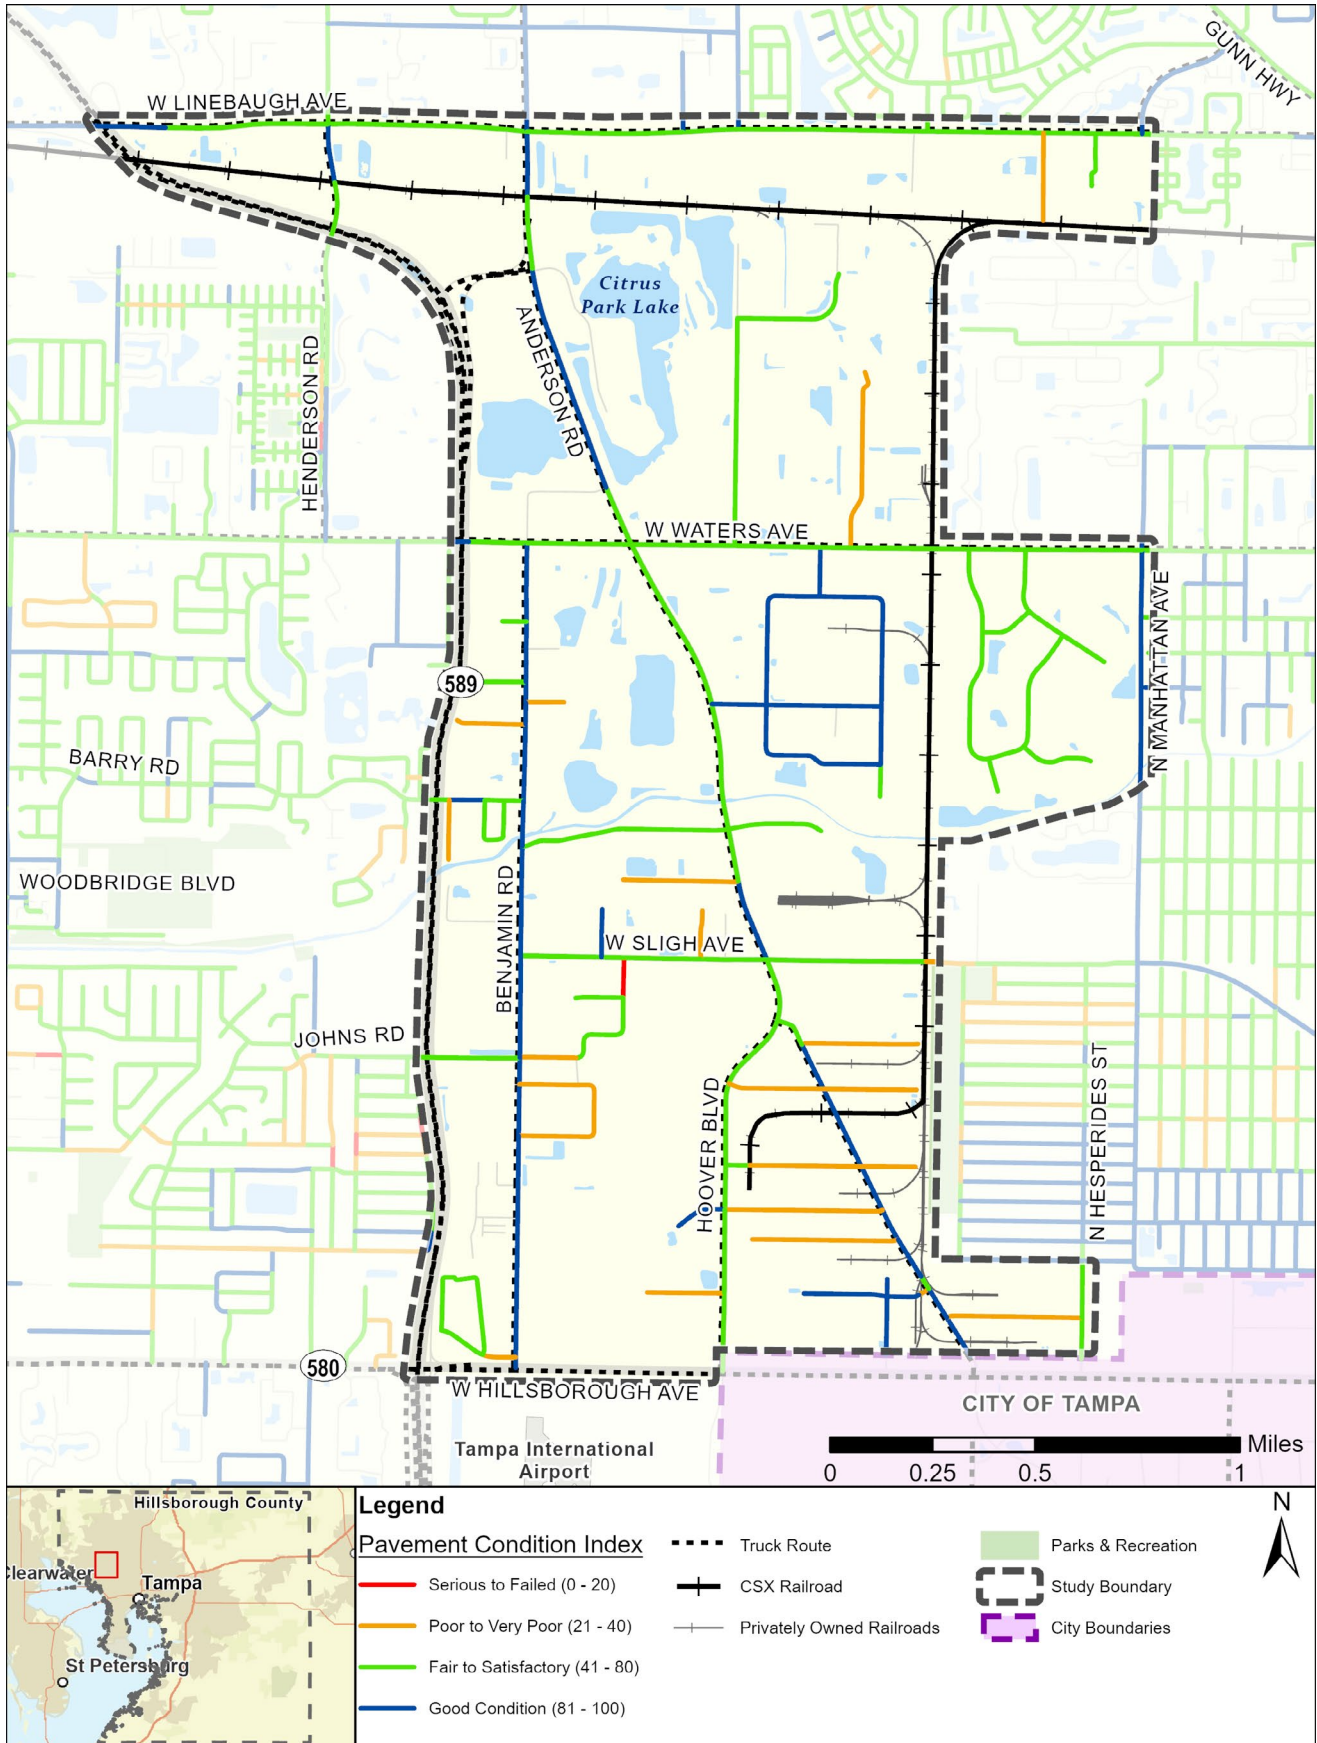 GUNN HWY
W LINEBAUGH AVE
Citrus
Park Lake
ANDERSON RD
HENDERSON RD
W WATERS AVE
N MANHATTAN AVE
589
BARRY RD
WOODBRIDGE BLVD
BENJAMIN RD
W SLIGH AVE
JOHNS RD
HOOVER BLVD
N HESPERIDES ST
580
W HILLSBOROUGH AVE
CITY OF TAMPA
Tampa International
Airport
Miles
0 0.25 0.5 1
Hillsborough County
Clearwater
Tampa
St Petersburg
Legend
Pavement Condition Index
Serious to Failed (0 - 20)
Poor to Very Poor (21 - 40)
Fair to Satisfactory (41 - 80)
Good Condition (81 - 100)
Truck Route
CSX Railroad
Privately Owned Railroads
Parks & Recreation
Study Boundary
City Boundaries
N